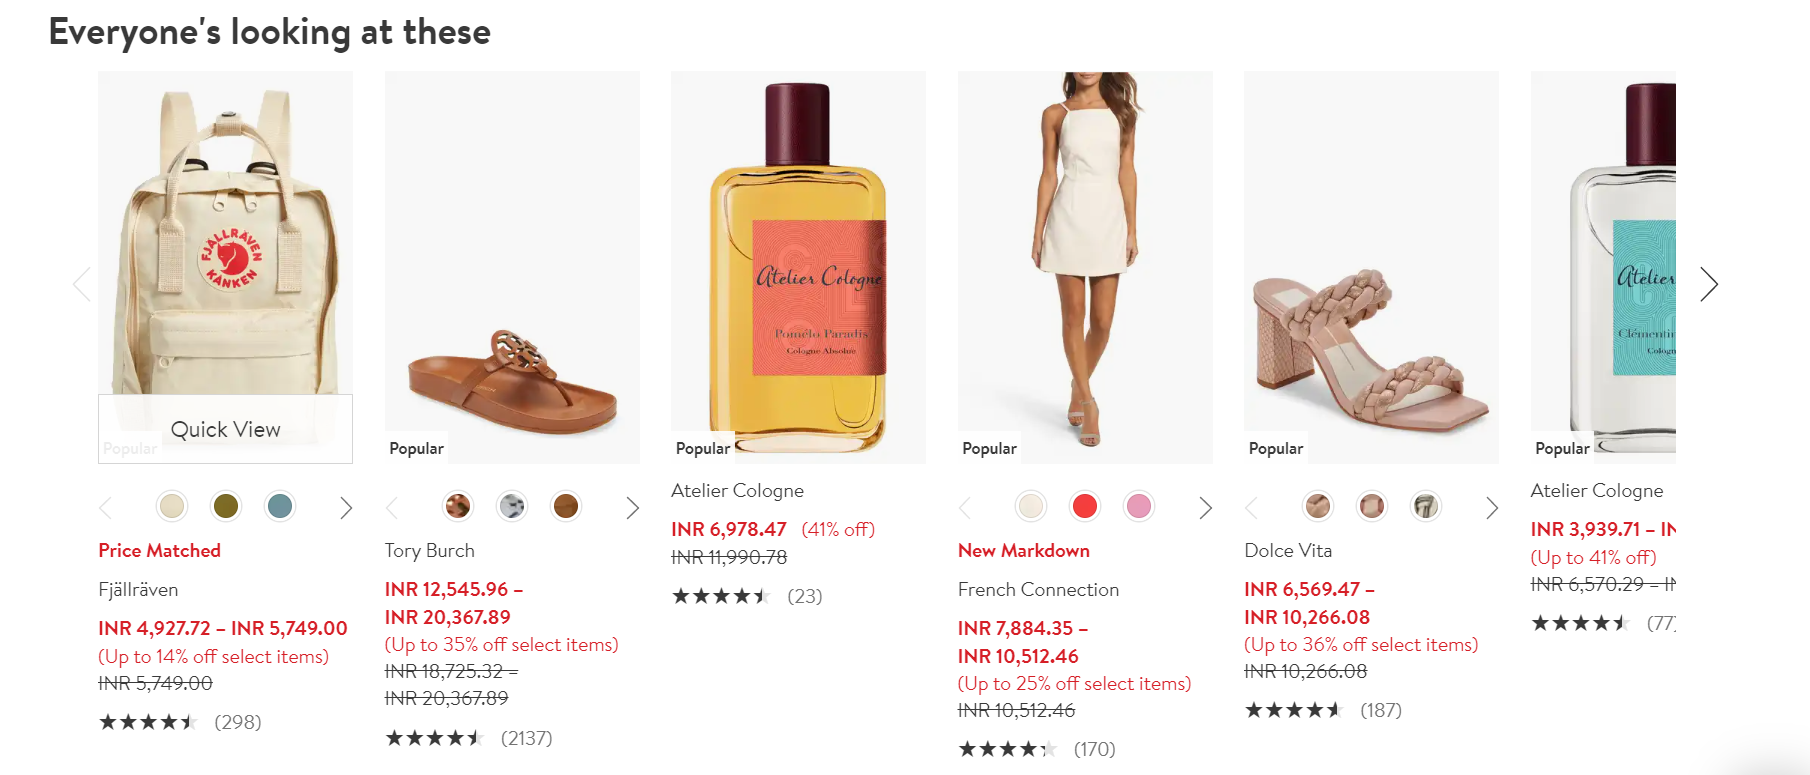 Everyone's looking at these
FJÄLLRÄVEN
KÅNKEN
Quick View
Popular
Price Matched
Fjällräven
INR 4,927.72 – INR 5,749.00
(Up to 14% off select items)
INR 5,749.00
(298)
Popular
Tory Burch
INR 12,545.96 –
INR 20,367.89
(Up to 35% off select items)
INR 18,725.32 –
INR 20,367.89
(2137)
Atelier Cologne
Pomélo Paradis
Cologne Absolue
Popular
Atelier Cologne
INR 6,978.47 (41% off)
INR 11,990.78
(23)
Popular
New Markdown
French Connection
INR 7,884.35 –
INR 10,512.46
(Up to 25% off select items)
INR 10,512.46
(170)
Popular
Dolce Vita
INR 6,569.47 –
INR 10,266.08
(Up to 36% off select items)
INR 10,266.08
(187)
Atelier
Clémenti
Colog
Popular
Atelier Cologne
INR 3,939.71 – IN
(Up to 41% off)
INR 6,570.29 – IN
(77)